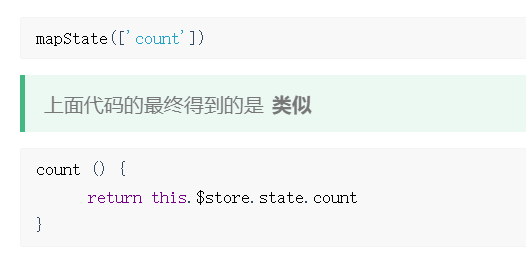 mapState(['count'])
上面代码的最终得到的是 类似
count () {
return this.$store.state.count
}